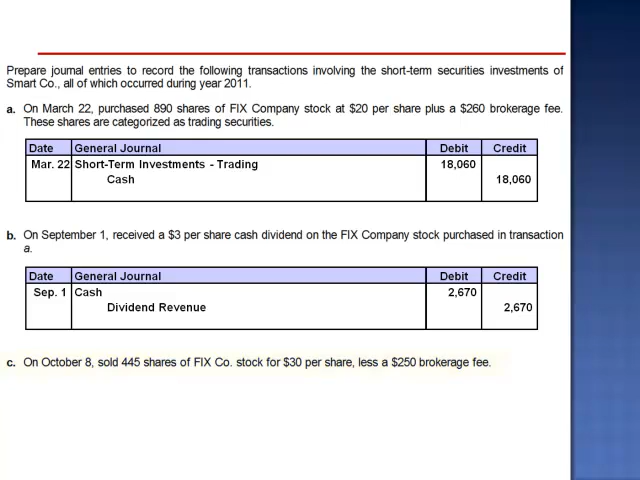 Prepare journal entries to record the following transactions involving the short-term securities investments of
Smart Co., all of which occurred during year 2011.
a. On March 22, purchased 890 shares of FIX Company stock at $20 per share plus a $260 brokerage fee.
These shares are categorized as trading securities.
Date General Journal Debit Credit
Mar. 22 Short-Term Investments - Trading 18,060
Cash 18,060
b. On September 1, received a $3 per share cash dividend on the FIX Company stock purchased in transaction
a.
Date General Journal Debit Credit
Sep. 1 Cash 2,670
Dividend Revenue 2,670
c. On October 8, sold 445 shares of FIX Co. stock for $30 per share, less a $250 brokerage fee.